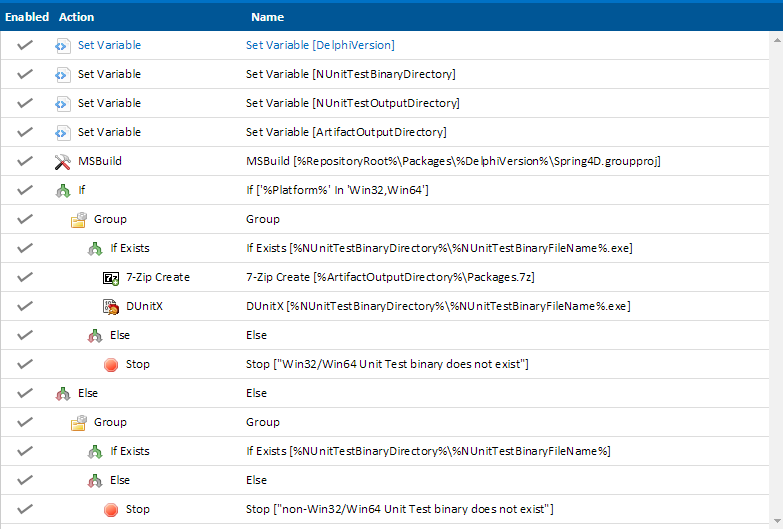 Enabled Action Name
Set Variable Set Variable [DelphiVersion]
Set Variable Set Variable [NUnitTestBinaryDirectory]
Set Variable Set Variable [NUnitTestOutputDirectory]
Set Variable Set Variable [ArtifactOutputDirectory]
MSBuild MSBuild [%RepositoryRoot%\Packages\%DelphiVersion%\Spring4D.groupproj]
If If ['%Platform%' In 'Win32,Win64']
Group Group
If Exists If Exists [%NUnitTestBinaryDirectory%\%NUnitTestBinaryFileName%.exe]
7-Zip Create 7-Zip Create [%ArtifactOutputDirectory%\Packages.7z]
DUnitX DUnitX [%NUnitTestBinaryDirectory%\%NUnitTestBinaryFileName%.exe]
Else Else
Stop Stop ["Win32/Win64 Unit Test binary does not exist"]
Else Else
Group Group
If Exists If Exists [%NUnitTestBinaryDirectory%\%NUnitTestBinaryFileName%]
Else Else
Stop Stop ["non-Win32/Win64 Unit Test binary does not exist"]